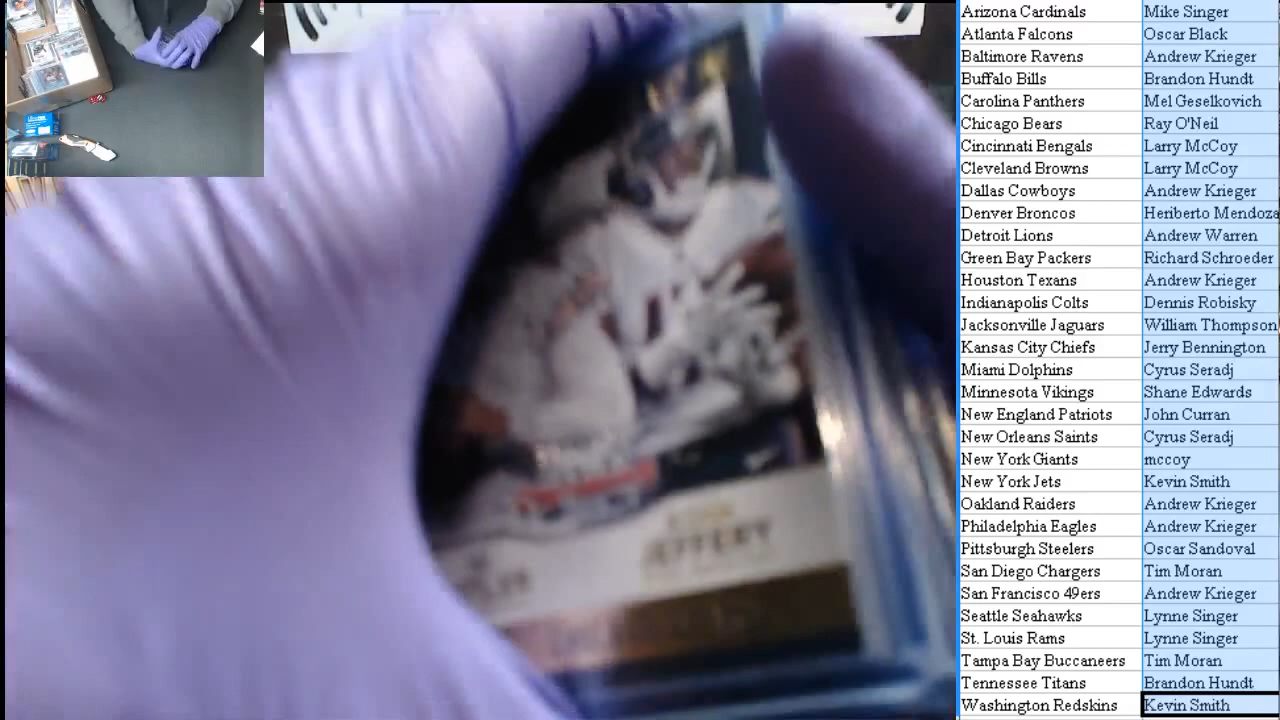 JEFFERY
Arizona Cardinals Mike Singer
Atlanta Falcons Oscar Black
Baltimore Ravens Andrew Krieger
Buffalo Bills Brandon Hundt
Carolina Panthers Mel Geselkovich
Chicago Bears Ray O'Neil
Cincinnati Bengals Larry McCoy
Cleveland Browns Larry McCoy
Dallas Cowboys Andrew Krieger
Denver Broncos Heriberto Mendoza
Detroit Lions Andrew Warren
Green Bay Packers Richard Schroeder
Houston Texans Andrew Krieger
Indianapolis Colts Dennis Robisky
Jacksonville Jaguars William Thompson
Kansas City Chiefs Jerry Bennington
Miami Dolphins Cyrus Seradj
Minnesota Vikings Shane Edwards
New England Patriots John Curran
New Orleans Saints Cyrus Seradj
New York Giants mccoy
New York Jets Kevin Smith
Oakland Raiders Andrew Krieger
Philadelphia Eagles Andrew Krieger
Pittsburgh Steelers Oscar Sandoval
San Diego Chargers Tim Moran
San Francisco 49ers Andrew Krieger
Seattle Seahawks Lynne Singer
St. Louis Rams Lynne Singer
Tampa Bay Buccaneers Tim Moran
Tennessee Titans Brandon Hundt
Washington Redskins Kevin Smith